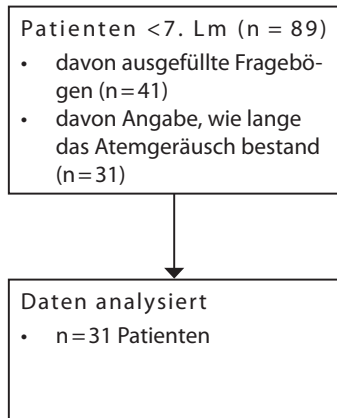 Patienten <7. Lm (n = 89)
• davon ausgefüllte Fragebö-
gen (n=41)
• davon Angabe, wie lange
das Atemgeräusch bestand
(n=31)
Daten analysiert
• n=31 Patienten